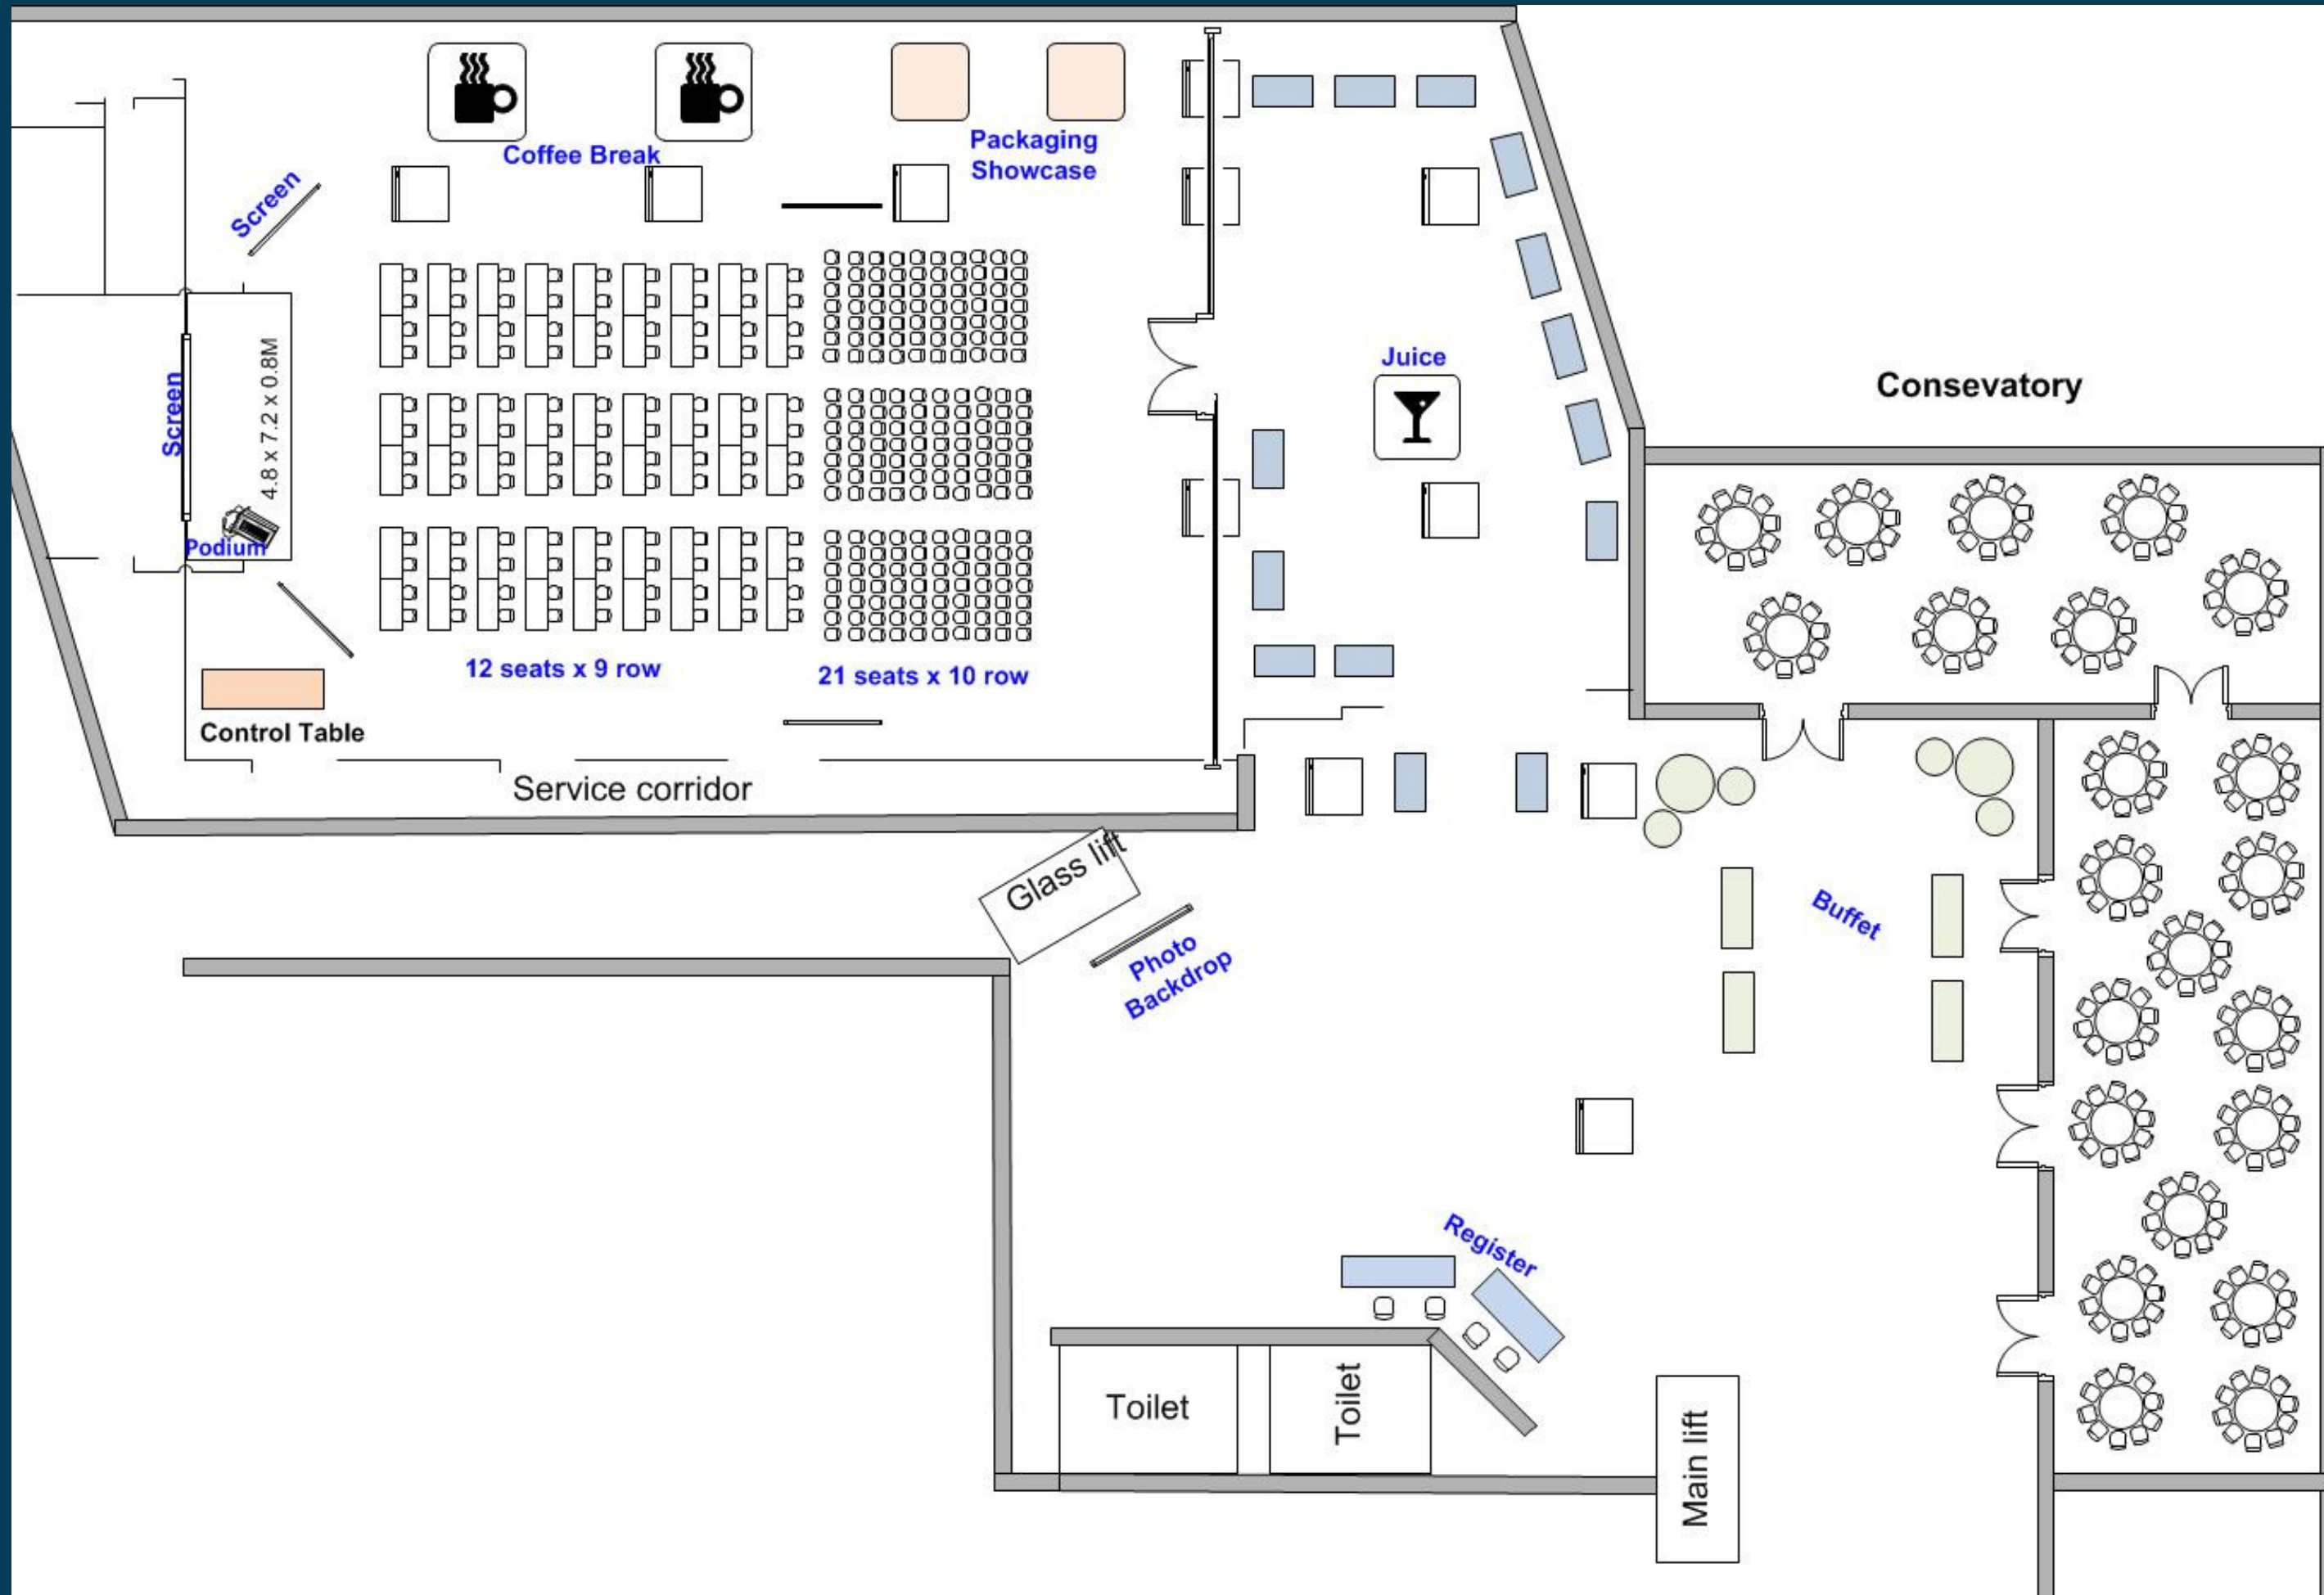 Coffee Break
Packaging
Showcase
Screen
Screen
4.8 x 7.2 x 0.8M
Podium
Juice
Consevatory
12 seats x 9 row
21 seats x 10 row
Control Table
Service corridor
Glass lift
Photo
Backdrop
Buffet
Register
Toilet
Toilet
Main lift